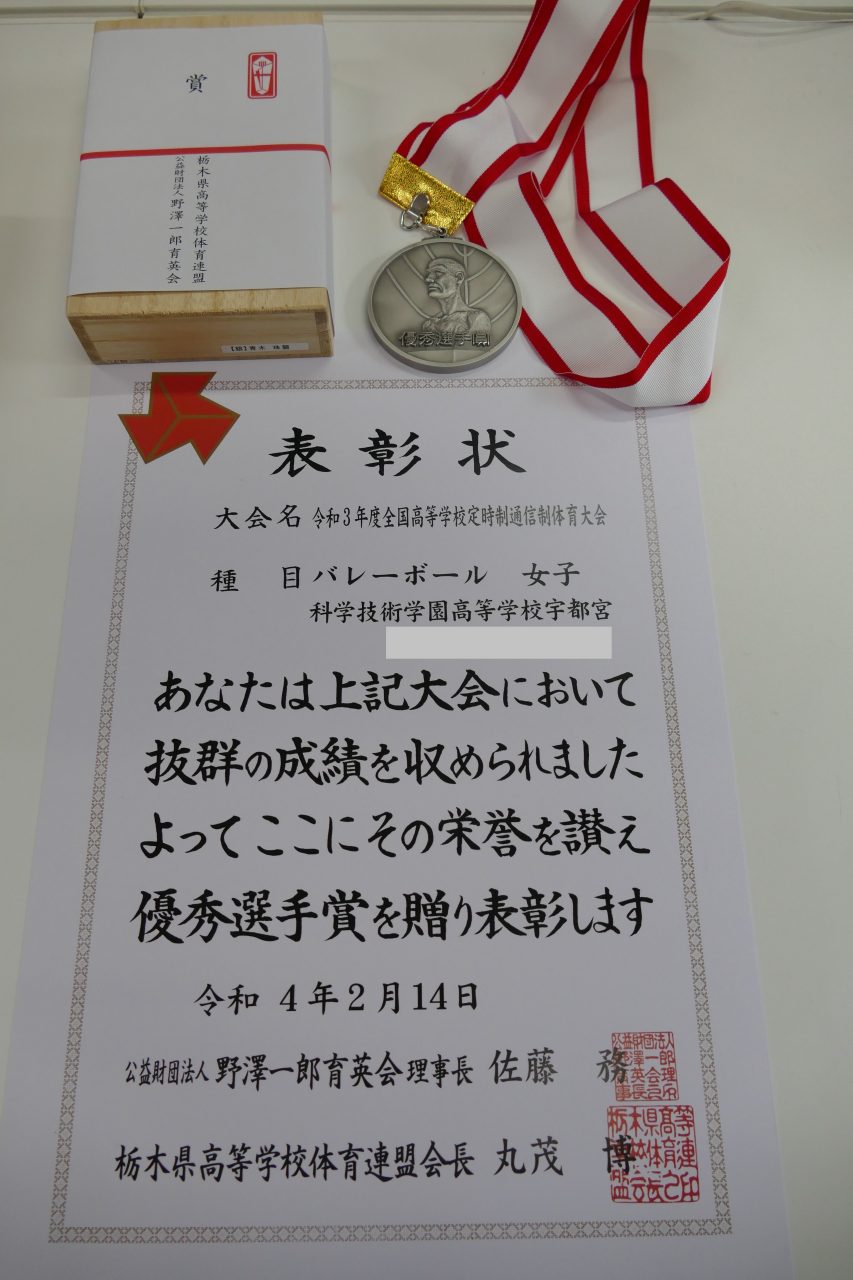 賞
栃木県高等学校体育連盟
公益財団法人 野澤一郎育英会
優秀選手賞
表彰状
大会名 令和3年度全国高等学校定時制通信制体育大会
種 目 バレーボール 女子
科学技術学園高等学校宇都宮
あなたは上記大会において
抜群の成績を収められました
よってここにその栄誉を讃え
優秀選手賞を贈り表彰します
令和 4年2月14日
公益財団法人 野澤一郎育英会 理事長 佐藤 務
栃木県高等学校体育連盟会長 丸茂 博